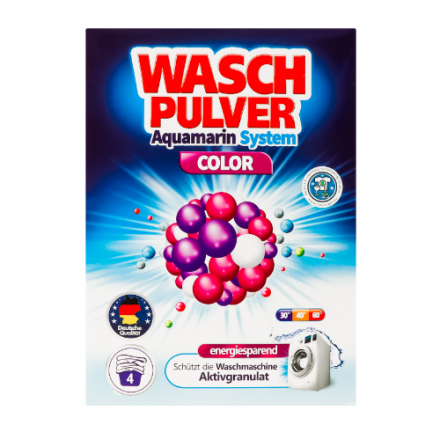 WASCH
PULVER
Aquamarin System
COLOR
30° 40° 60°
Deutsche
Qualität
energiesparend
4
Schützt die Waschmaschine
Aktivgranulat